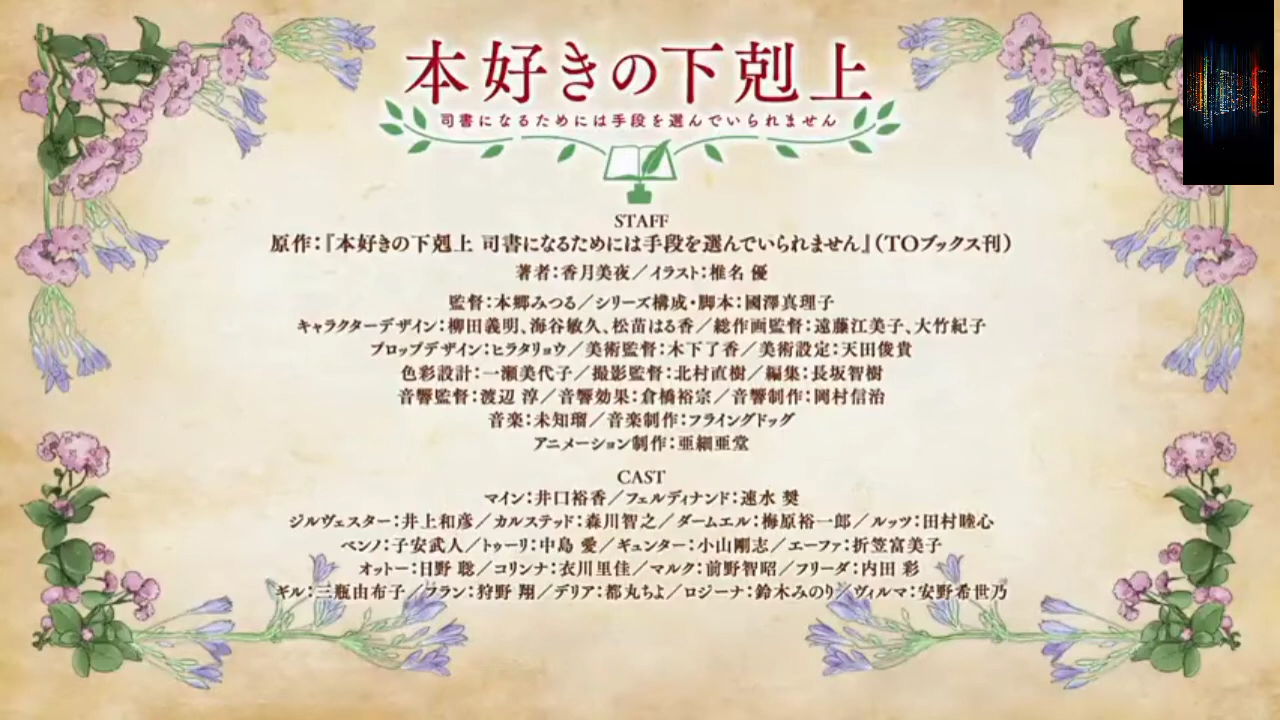 本好きの下剋上
司書になるためには手段を選んでいられません
STAFF
原作：『本好きの下剋上 司書になるためには手段を選んでいられません』（TOブックス刊）
著者：香月美夜／イラスト：椎名 優
監督：本郷みつる／シリーズ構成・脚本：國澤真理子
キャラクターデザイン：柳田義明、海谷敏久、松苗はる香／総作画監督：遠藤江美子、大竹紀子
プロップデザイン：ヒラタリョウ／美術監督：木下了香／美術設定：天田俊貴
色彩設計：一瀬美代子／撮影監督：北村直樹／編集：長坂智樹
音響監督：渡辺 淳／音響効果：倉橋裕宗／音響制作：岡村信治
音楽：未知瑠／音楽制作：フライングドッグ
アニメーション制作：亜細亜堂
CAST
マイン：井口裕香／フェルディナンド：速水 奨
ジルヴェスター：井上和彦／カルステッド：森川智之／ダームエル：梅原裕一郎／ルッツ：田村睦心
ベンノ：子安武人／トゥーリ：中島 愛／ギュンター：小山剛志／エーファ：折笠富美子
オットー：日野 聡／コリンナ：衣川里佳／マルク：前野智昭／フリーダ：内田 彩
ギル：三瓶由布子／フラン：狩野 翔／デリア：都丸ちよ／ロジーナ：鈴木みのり／ヴィルマ：安野希世乃